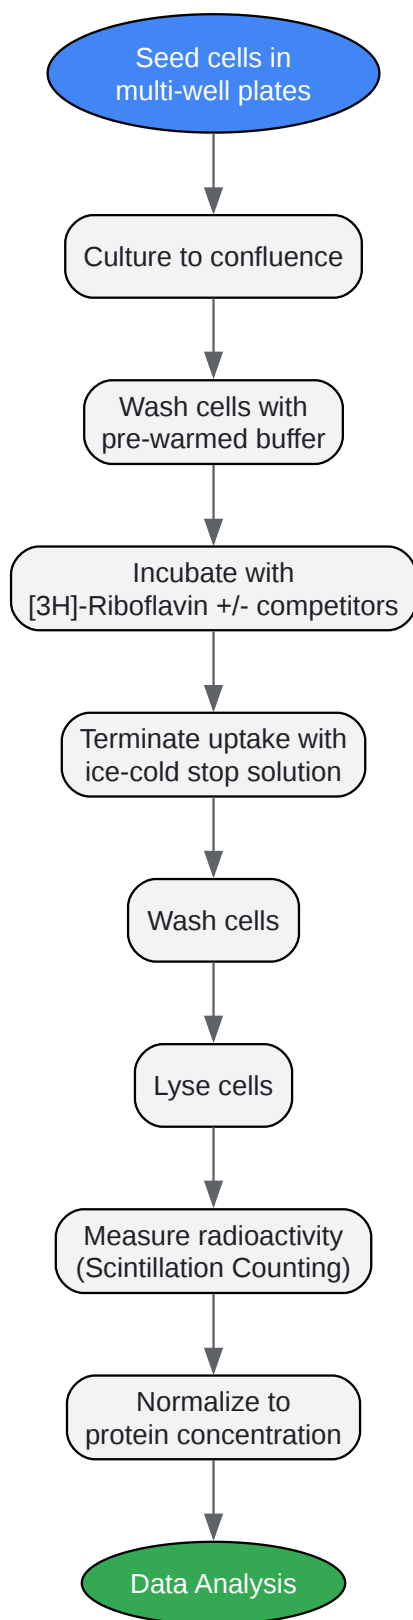 Seed cells in
multi-well plates
Culture to confluence
Wash cells with
pre-warmed buffer
Incubate with
[3H]-Riboflavin +/- competitors
Terminate uptake with
ice-cold stop solution
Wash cells
Lyse cells
Measure radioactivity
(Scintillation Counting)
Normalize to
protein concentration
Data Analysis